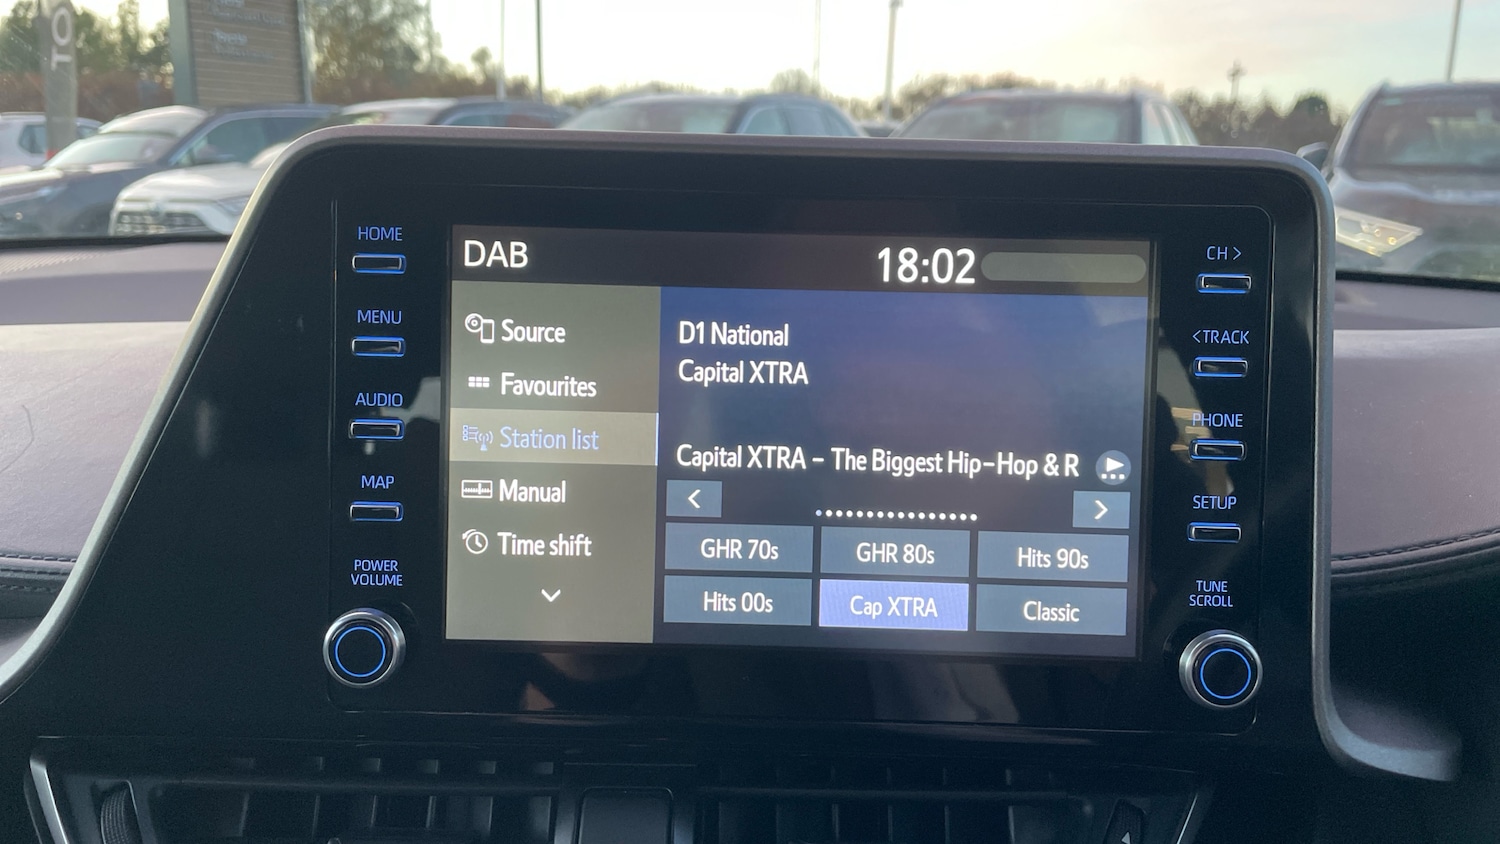 TO
HOME
MENU
AUDIO
MAP
POWER
VOLUME
DAB
18:02
Source
Favourites
Station list
Manual
Time shift
D1 National
Capital XTRA
Capital XTRA - The Biggest Hip-Hop & R
GHR 70s
GHR 80s
Hits 90s
Hits 00s
Cap XTRA
Classic
CH >
< TRACK
PHONE
SETUP
TUNE
SCROLL